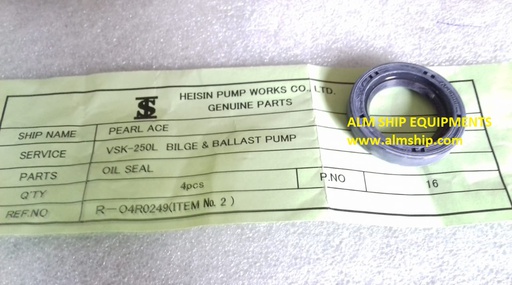 HEISIN PUMP WORKS CO., LTD.
GENUINE PARTS
SHIP NAME PEARL ACE
SERVICE VSK-250L BILGE & BALLAST PUMP
PARTS OIL SEAL P.NO 16
Q'TY 4pcs
REF.NO R-04R0249(ITEM No. 2)
ALM SHIP EQUIPMENTS
www.almship.com